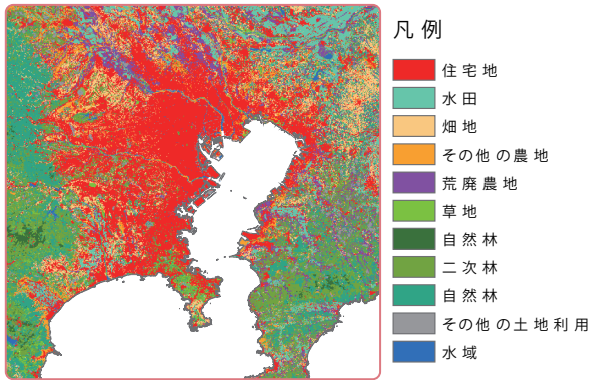 凡例
住宅地
水田
畑地
その他の農地
荒廃農地
草地
自然林
二次林
自然林
その他の土地利用
水域